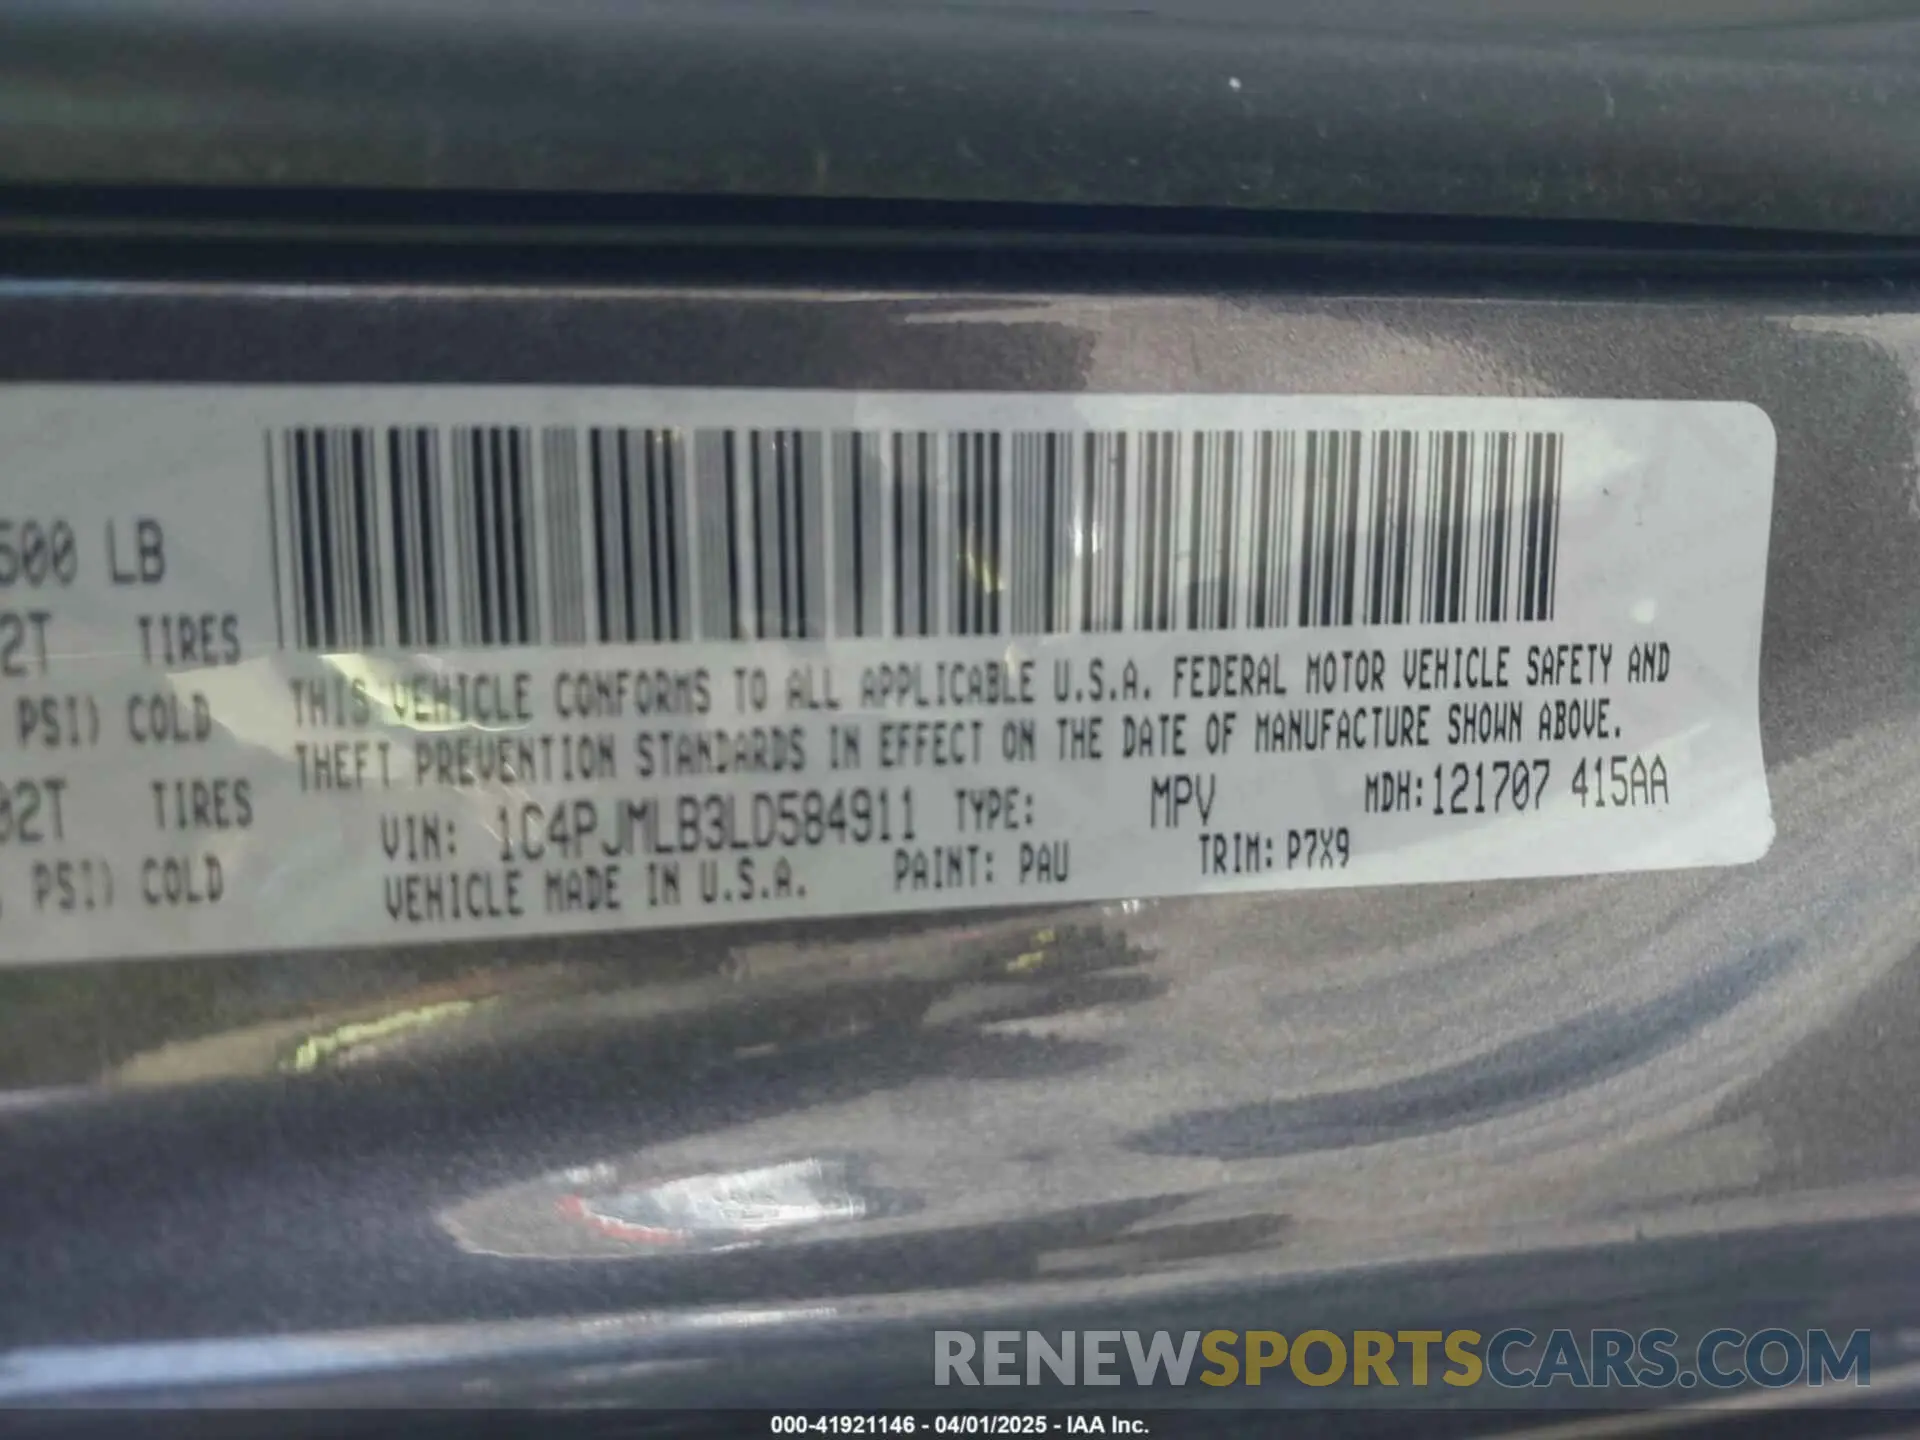 500 LB
2T TIRES
PSI) COLD
02T TIRES
PSI) COLD
THIS VEHICLE CONFORMS TO ALL APPLICABLE U.S.A. FEDERAL MOTOR VEHICLE SAFETY AND
THEFT PREVENTION STANDARDS IN EFFECT ON THE DATE OF MANUFACTURE SHOWN ABOVE.
VIN: 1C4PJMLB3LD584911 TYPE: MPV MDH:121707 415AA
VEHICLE MADE IN U.S.A. PAINT: PAU TRIM: P7X9
RENEWSPORTSCARS.COM
000-41921146 - 04/01/2025 - IAA Inc.